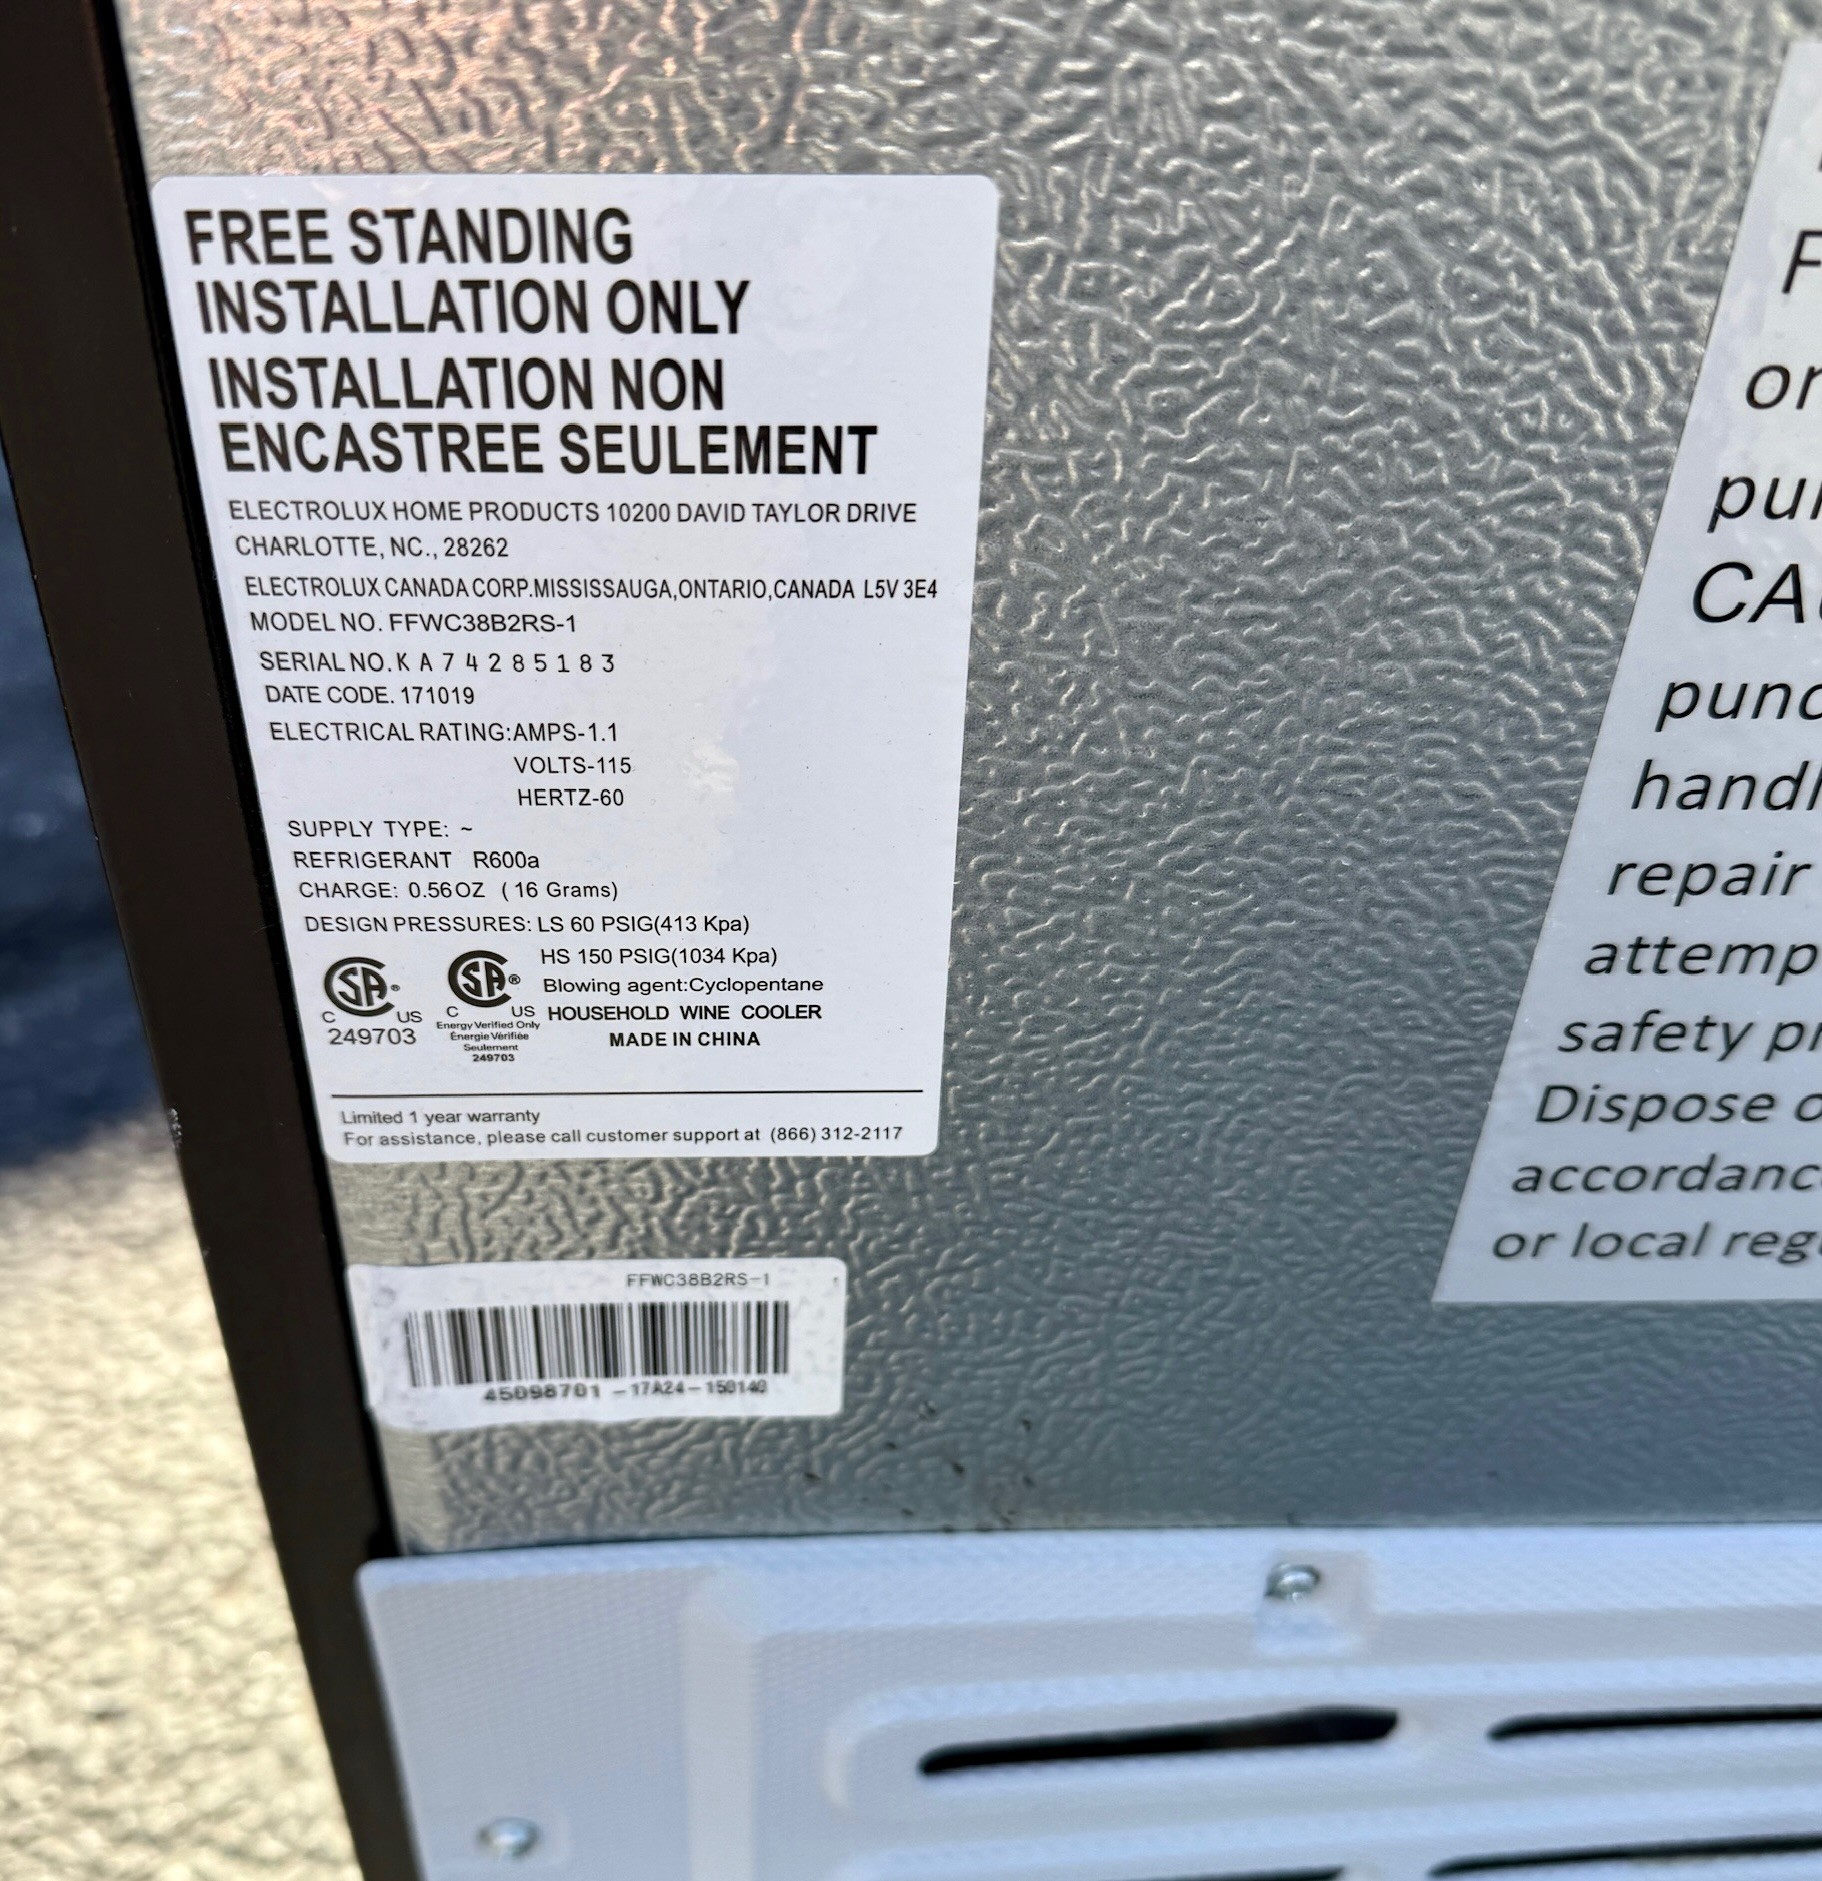 FREE STANDING
INSTALLATION ONLY
INSTALLATION NON
ENCASTREE SEULEMENT
ELECTROLUX HOME PRODUCTS 10200 DAVID TAYLOR DRIVE
CHARLOTTE, NC., 28262
ELECTROLUX CANADA CORP.MISSISSAUGA,ONTARIO,CANADA L5V 3E4
MODEL NO. FFWC38B2RS-1
SERIAL NO. K A 7 4 2 8 5 1 8 3
DATE CODE. 171019
ELECTRICAL RATING:AMPS-1.1
VOLTS-115
HERTZ-60
SUPPLY TYPE: ~
REFRIGERANT R600a
CHARGE: 0.56OZ ( 16 Grams)
DESIGN PRESSURES: LS 60 PSIG(413 Kpa)
HS 150 PSIG(1034 Kpa)
Blowing agent:Cyclopentane
HOUSEHOLD WINE COOLER
MADE IN CHINA
SA®
C US
249703
SA®
C US
Energy Verified Only
Énergie Vérifiée
Seulement
249703
Limited 1 year warranty
For assistance, please call customer support at (866) 312-2117
FFWC38B2RS-1
45098701 -17A24-150140
F
or
pu
CA
punc
handl
repair
attemp
safety pr
Dispose o
accordanc
or local reg